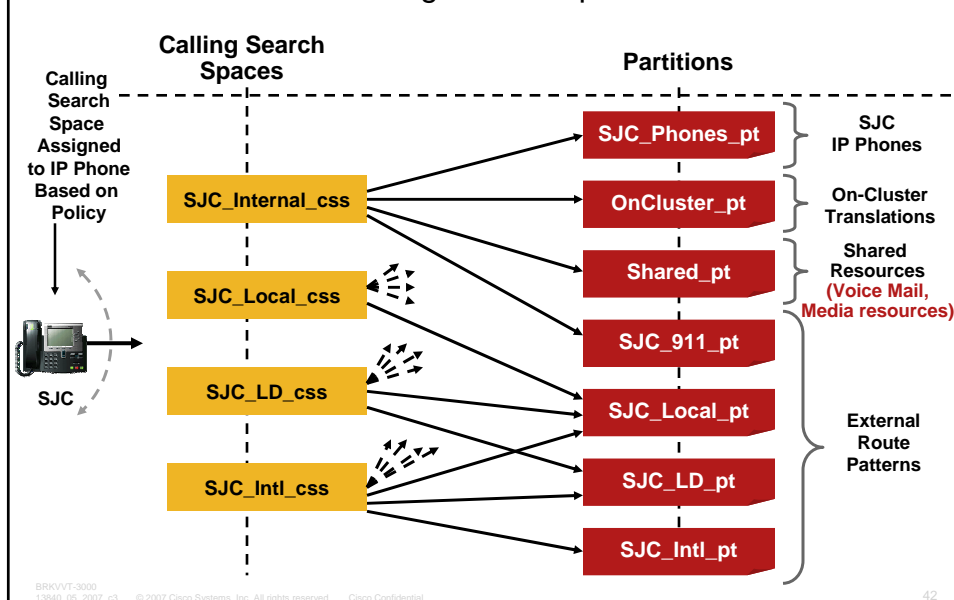 Calling Search
Spaces
Partitions
Calling
Search
Space
Assigned
to IP Phone
Based on
Policy
SJC
SJC_Internal_css
SJC_Local_css
SJC_LD_css
SJC_Intl_css
SJC_Phones_pt
OnCluster_pt
Shared_pt
SJC_911_pt
SJC_Local_pt
SJC_LD_pt
SJC_Intl_pt
SJC
IP Phones
On-Cluster
Translations
Shared
Resources
(Voice Mail,
Media resources)
External
Route
Patterns
BRKVVT-3000
13840_05_2007_c3 © 2007 Cisco Systems, Inc. All rights reserved. Cisco Confidential
42